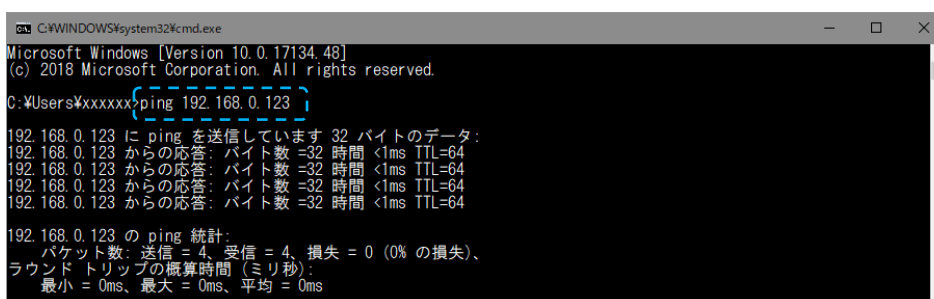 C:¥WINDOWS¥system32¥cmd.exe
Microsoft Windows [Version 10.0.17134.48]
(c) 2018 Microsoft Corporation. All rights reserved.
C:¥Users¥xxxxxx>ping 192.168.0.123
192.168.0.123 に ping を送信しています 32 バイトのデータ:
192.168.0.123 からの応答: バイト数 =32 時間 <1ms TTL=64
192.168.0.123 からの応答: バイト数 =32 時間 <1ms TTL=64
192.168.0.123 からの応答: バイト数 =32 時間 <1ms TTL=64
192.168.0.123 からの応答: バイト数 =32 時間 <1ms TTL=64
192.168.0.123 の ping 統計:
パケット数: 送信 = 4、受信 = 4、損失 = 0 (0% の損失)、
ラウンド トリップの概算時間 (ミリ秒):
最小 = 0ms、最大 = 0ms、平均 = 0ms